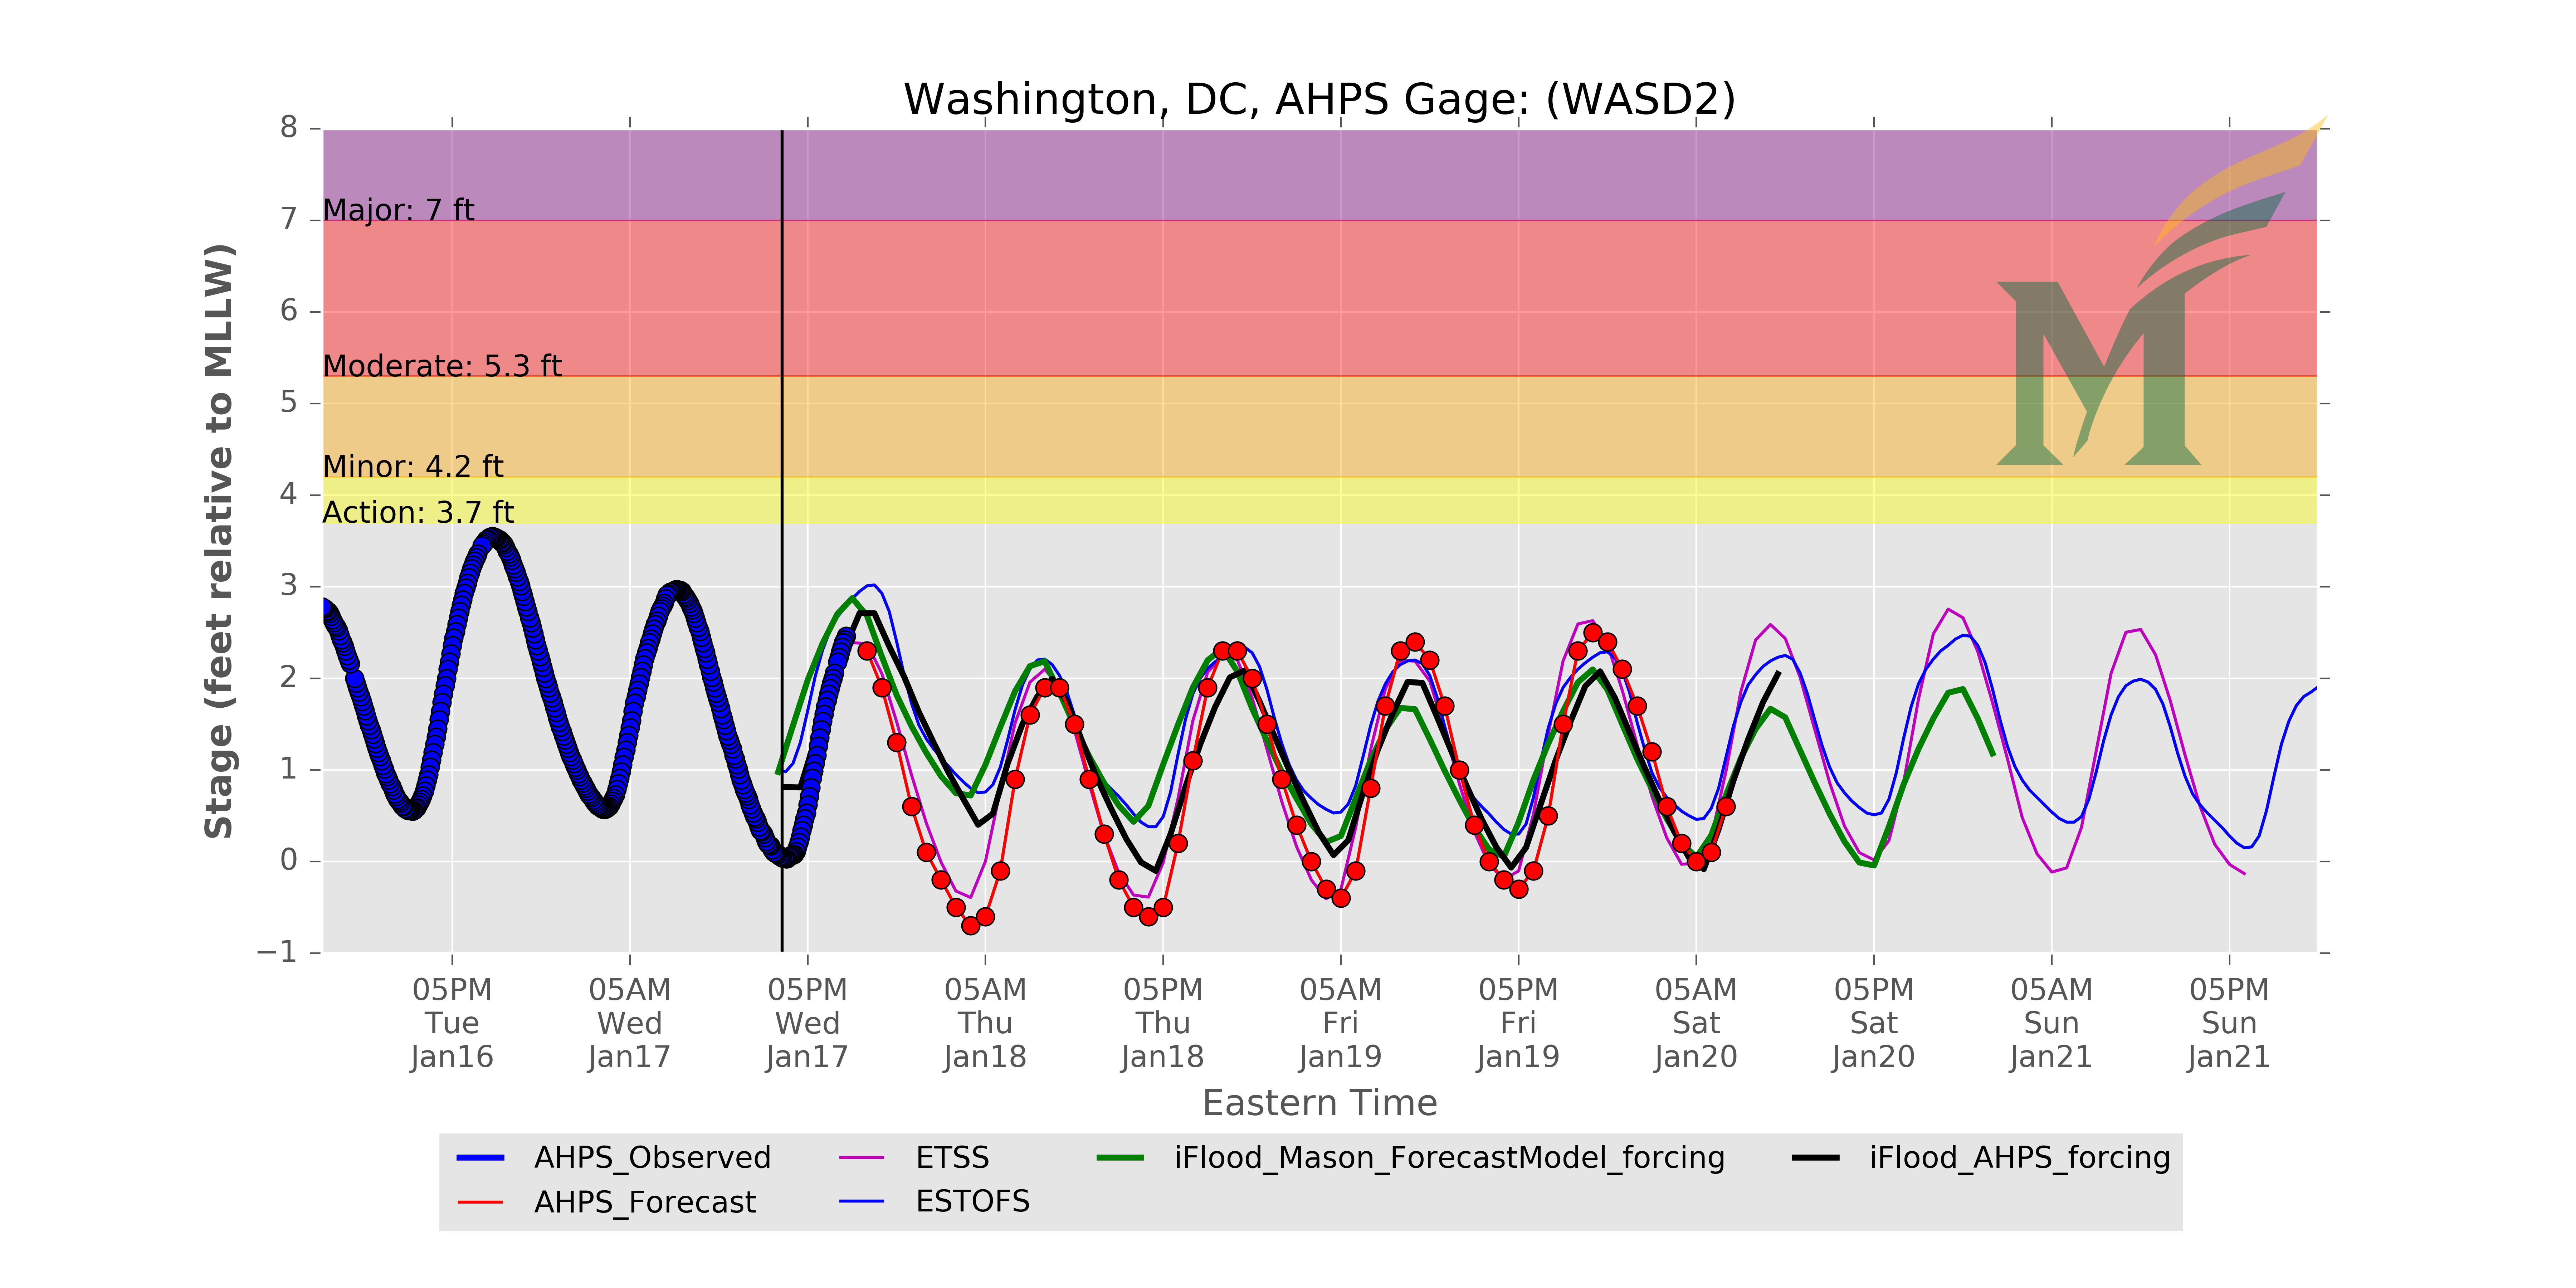 Washington, DC, AHPS Gage: (WASD2)
8
7
6
5
4
3
2
1
0
−1
Stage (feet relative to MLLW)
Major: 7 ft
Moderate: 5.3 ft
Minor: 4.2 ft
Action: 3.7 ft
M
05PM Tue Jan16
05AM Wed Jan17
05PM Wed Jan17
05AM Thu Jan18
05PM Thu Jan18
05AM Fri Jan19
05PM Fri Jan19
05AM Sat Jan20
05PM Sat Jan20
05AM Sun Jan21
05PM Sun Jan21
Eastern Time
AHPS_Observed
AHPS_Forecast
ETSS
ESTOFS
iFlood_Mason_ForecastModel_forcing
iFlood_AHPS_forcing